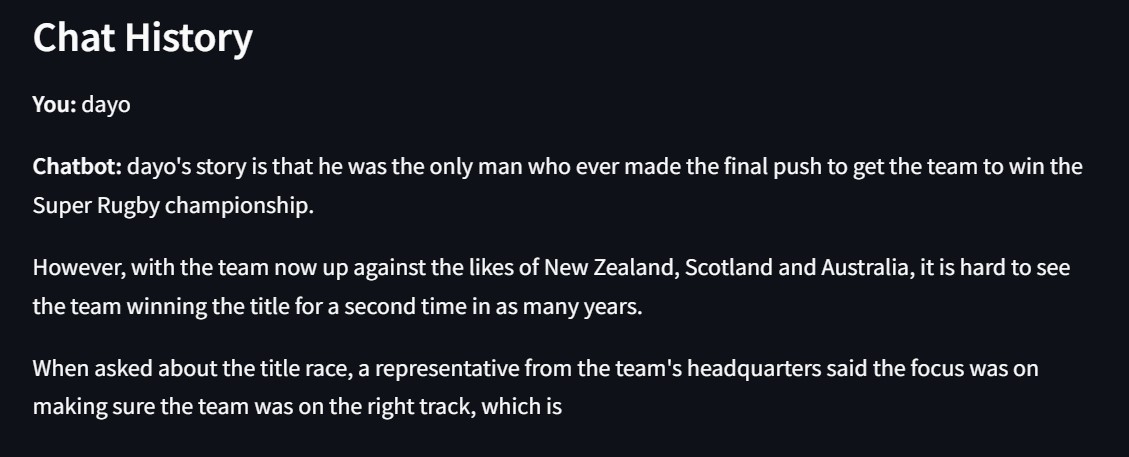 Chat History
You: dayo
Chatbot: dayo's story is that he was the only man who ever made the final push to get the team to win the
Super Rugby championship.
However, with the team now up against the likes of New Zealand, Scotland and Australia, it is hard to see
the team winning the title for a second time in as many years.
When asked about the title race, a representative from the team's headquarters said the focus was on
making sure the team was on the right track, which is